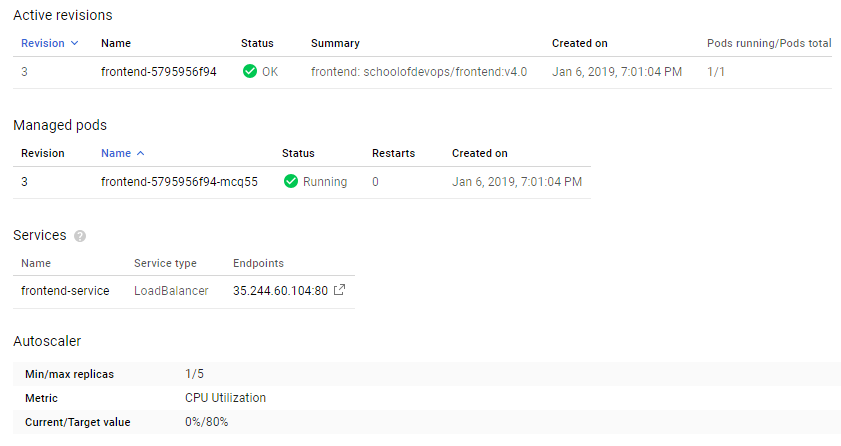 Active revisions
Revision Name Status Summary Created on Pods running/Pods total
3 frontend-5795956f94 OK frontend: schoolofdevops/frontend:v4.0 Jan 6, 2019, 7:01:04 PM 1/1
Managed pods
Revision Name Status Restarts Created on
3 frontend-5795956f94-mcq55 Running 0 Jan 6, 2019, 7:01:04 PM
Services ?
Name Service type Endpoints
frontend-service LoadBalancer 35.244.60.104:80
Autoscaler
Min/max replicas 1/5
Metric CPU Utilization
Current/Target value 0%/80%